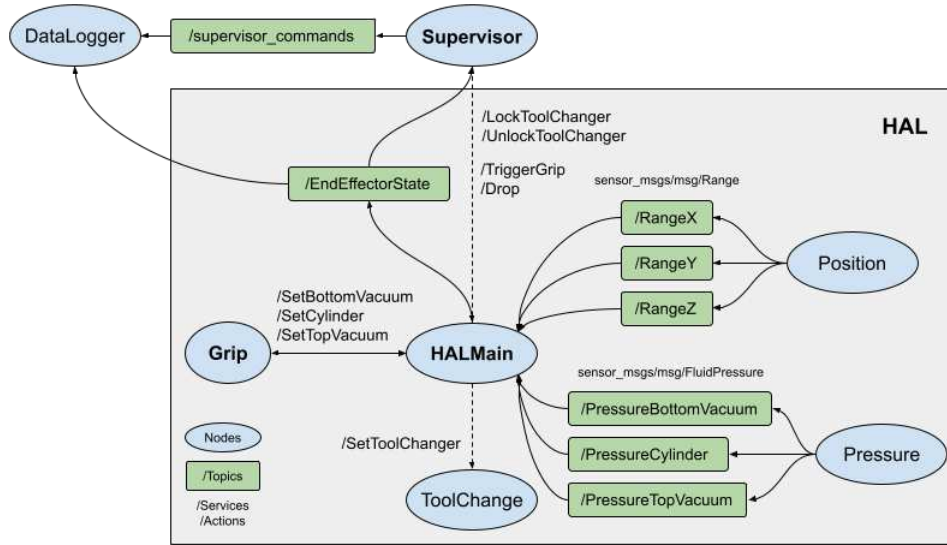 DataLogger
/supervisor_commands
Supervisor
HAL
/LockToolChanger
/UnlockToolChanger
/TriggerGrip
/Drop
/EndEffectorState
sensor_msgs/msg/Range
/RangeX
/RangeY
/RangeZ
Position
/SetBottomVacuum
/SetCylinder
/SetTopVacuum
Grip
HALMain
sensor_msgs/msg/FluidPressure
/PressureBottomVacuum
/PressureCylinder
/PressureTopVacuum
Pressure
/SetToolChanger
ToolChange
Nodes
/Topics
/Services
/Actions